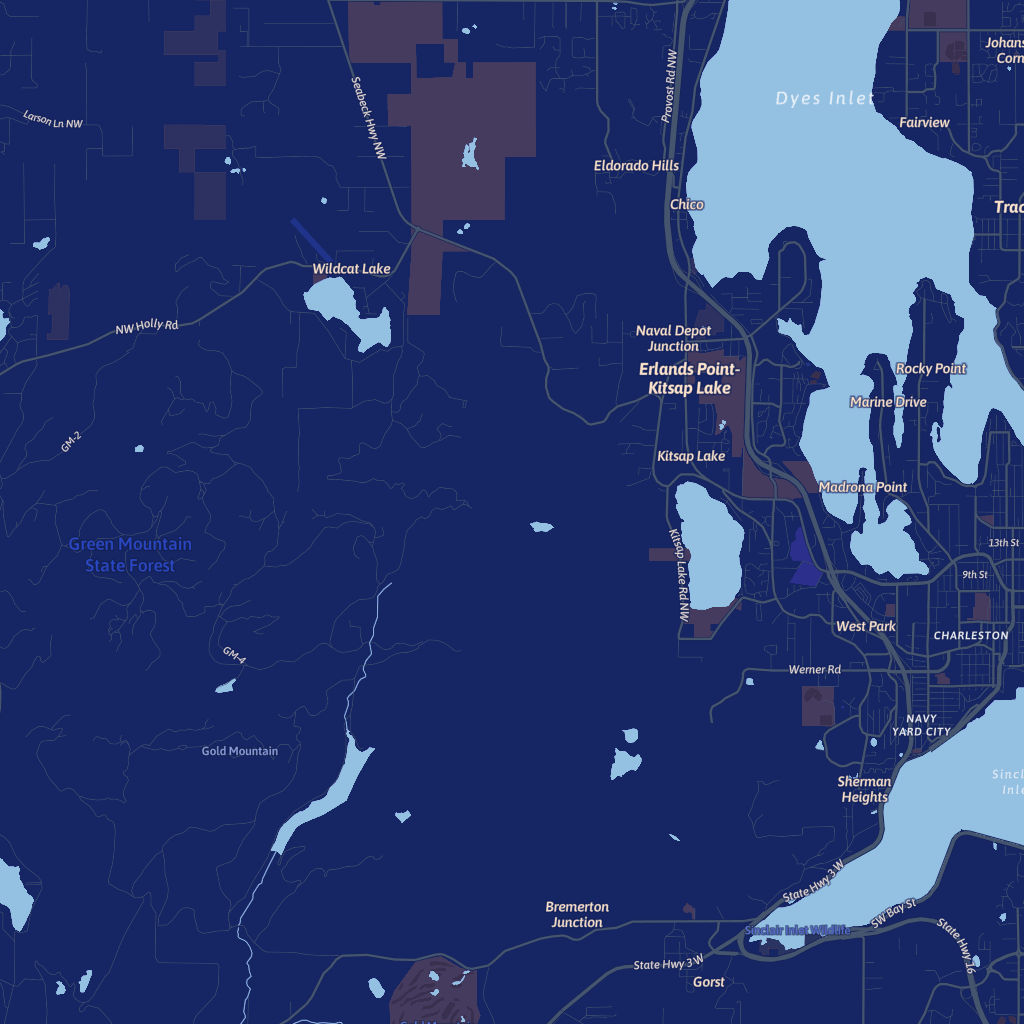 Johans
Com
Dyes Inlet
Provost Rd NW
Seabeck Hwy NW
Larson Ln NW
Fairview
Eldorado Hills
Chico
Trac
Wildcat Lake
NW Holly Rd
Naval Depot
Junction
Erlands Point-
Kitsap Lake
Rocky Point
Marine Drive
GM-2
Kitsap Lake
Madrona Point
Green Mountain
State Forest
13th St
Kitsap Lake Rd NW
9th St
West Park
CHARLESTON
GM-4
Werner Rd
NAVY
YARD CITY
Gold Mountain
Sincl
Inle
Sherman
Heights
State Hwy 3 W
Bremerton
Junction
SW Bay St
Sinclair Inlet Wildlife
State Hwy 16
State Hwy 3 W
Gorst